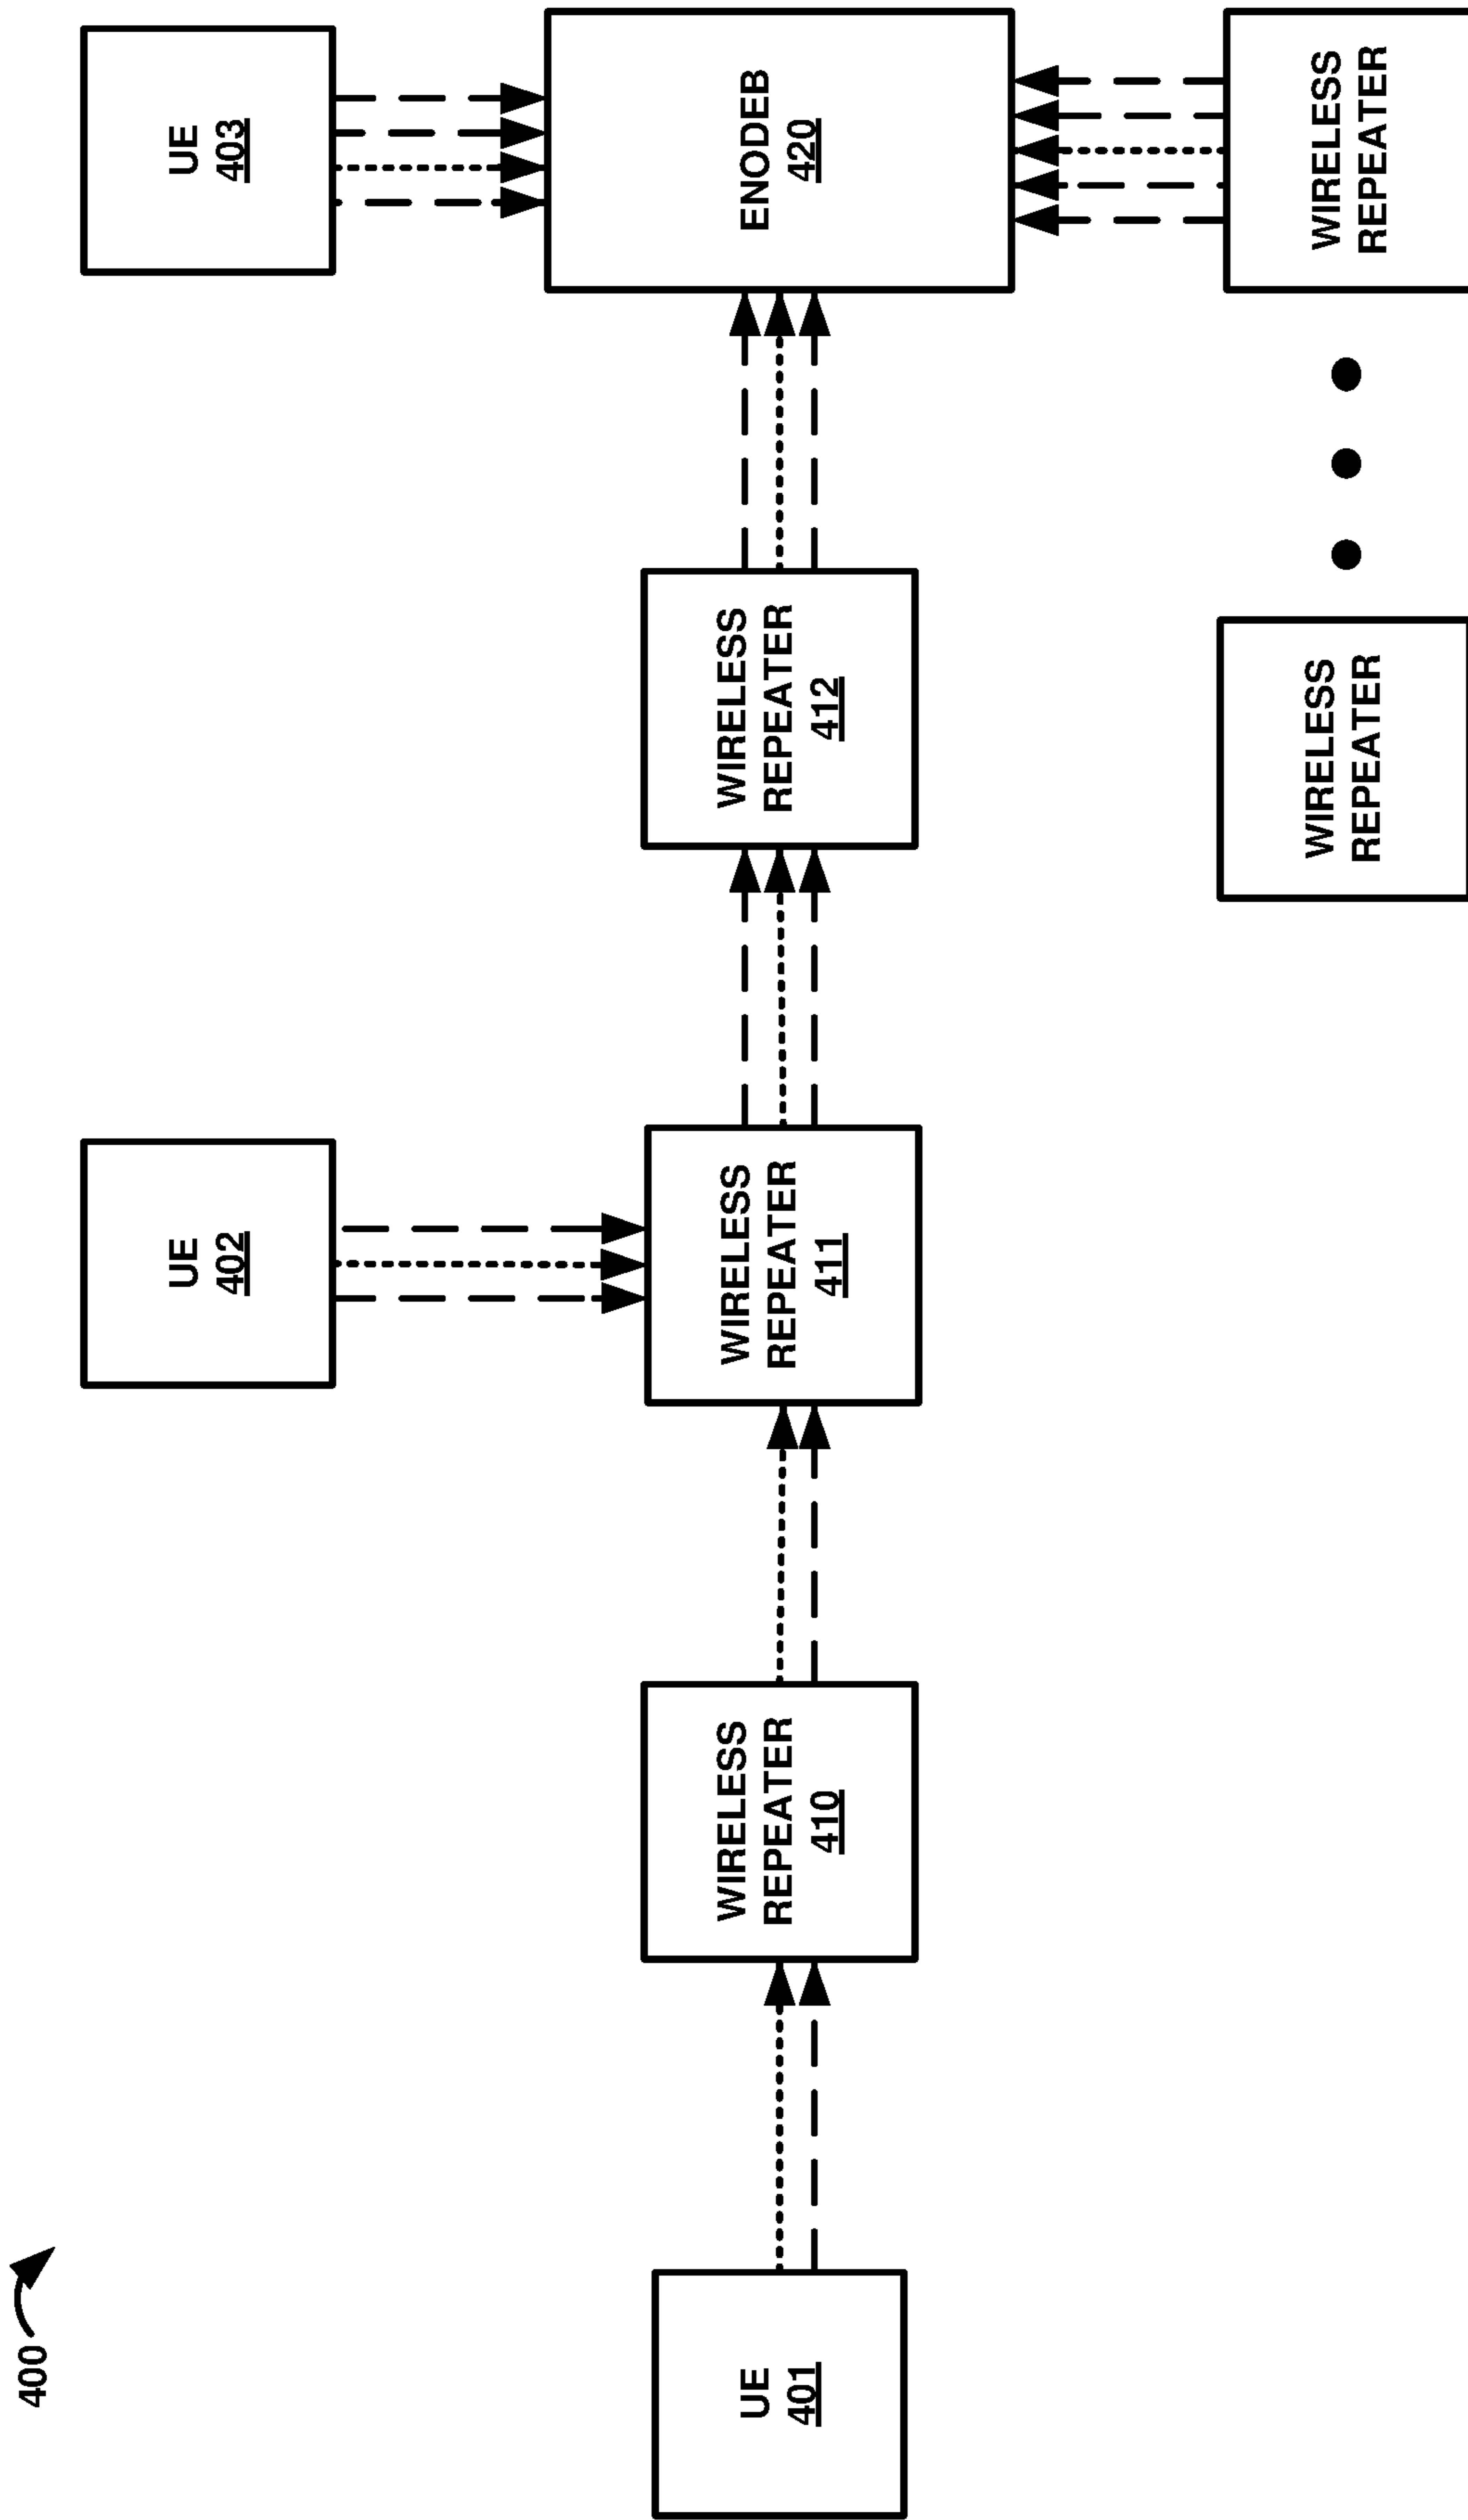 400
UE
401
WIRELESS
REPEATER
410
UE
402
WIRELESS
REPEATER
411
WIRELESS
REPEATER
412
UE
403
ENODEB
420
WIRELESS
REPEATER
WIRELESS
REPEATER